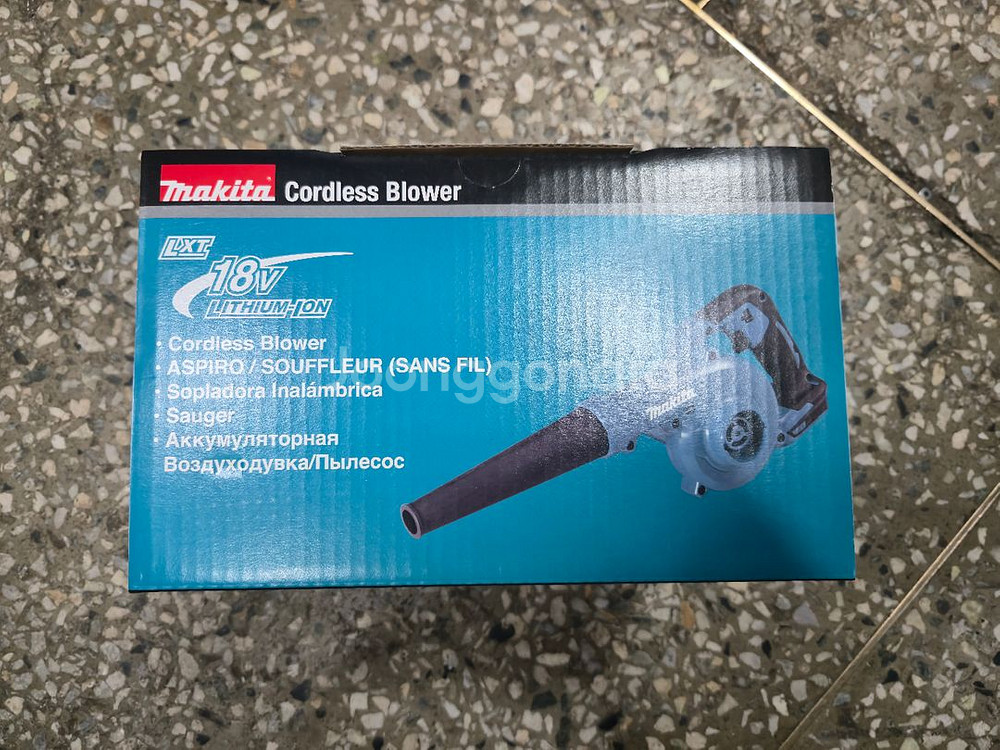 makita Cordless Blower
LXT
18V
LITHIUM-ION
· Cordless Blower
· ASPIRO / SOUFFLEUR (SANS FIL)
· Sopladora Inalámbrica
· Sauger
· Аккумуляторная
Воздуходувка/Пылесос
makita